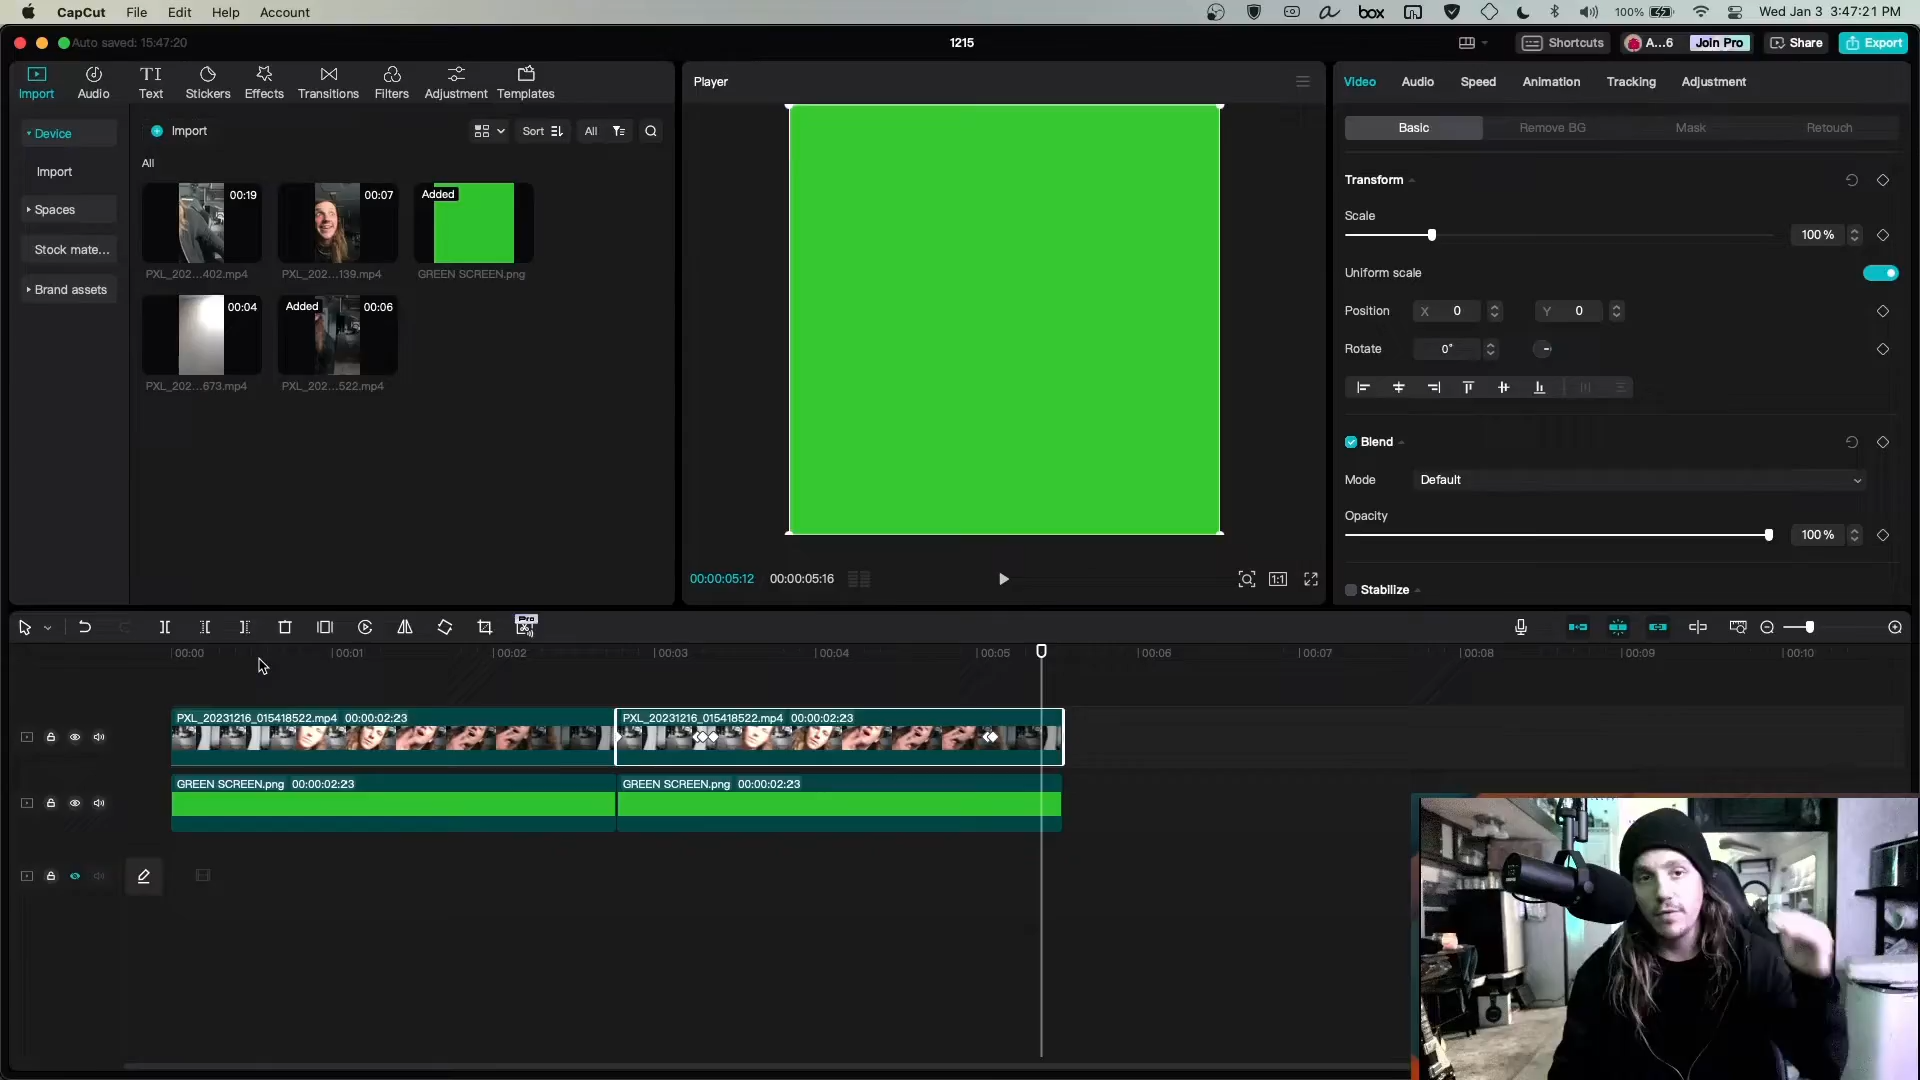 CapCut File Edit Help Account
box 100% Wed Jan 3 3:47:21 PM
Auto saved: 15:47:20 1215 Shortcuts A...6 Join Pro Share Export
Import Audio Text Stickers Effects Transitions Filters Adjustment Templates
Device
Import
Spaces
Stock mate...
Brand assets
Import Sort All
All
00:19 00:07 Added
PXL_202...402.mp4 PXL_202...139.mp4 GREEN SCREEN.png
00:04 Added 00:06
PXL_202...673.mp4 PXL_202...522.mp4
Player
00:00:05:12 00:00:05:16 1:1
Video Audio Speed Animation Tracking Adjustment
Basic Remove BG Mask Retouch
Transform
Scale
100%
Uniform scale
Position X 0 Y 0
Rotate 0°
Blend
Mode Default
Opacity
100%
Stabilize
Pro
00:00 00:01 00:02 00:03 00:04 00:05 00:06 00:07 00:08 00:09 00:10
PXL_20231216_015418522.mp4 00:00:02:23 PXL_20231216_015418522.mp4 00:00:02:23
GREEN SCREEN.png 00:00:02:23 GREEN SCREEN.png 00:00:02:23